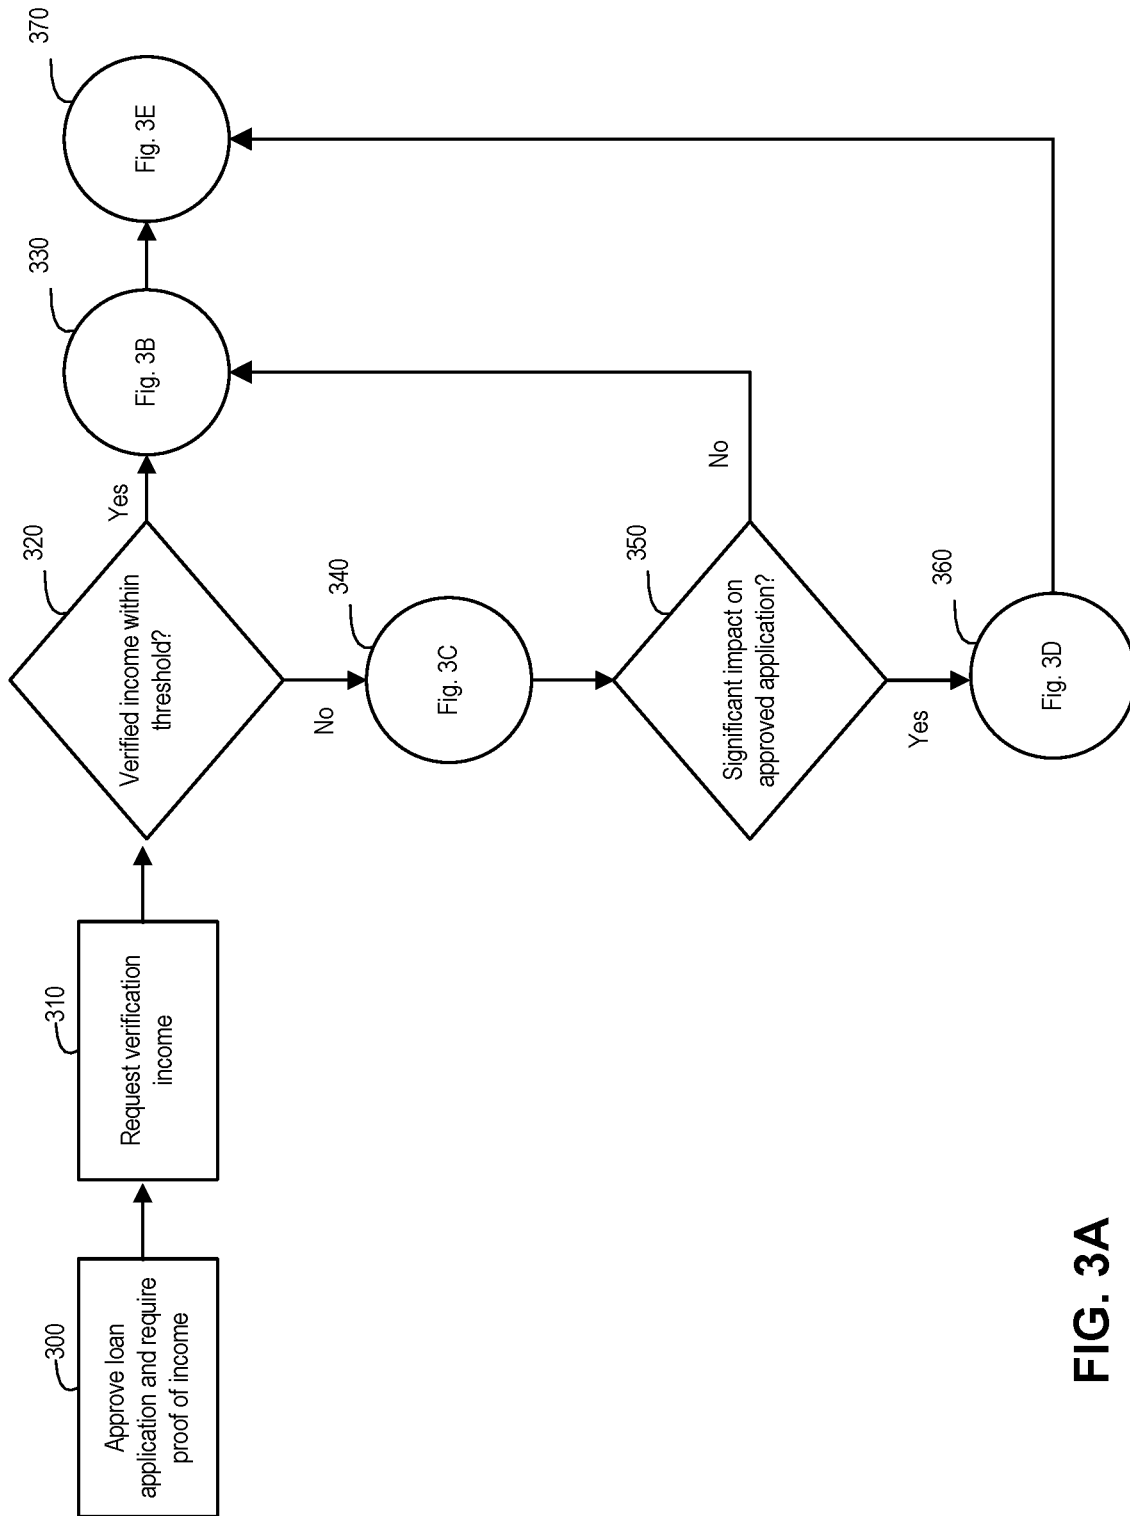 300
Approve loan
application and require
proof of income
310
Request verification
income
320
Verified income within
threshold?
Yes
330
Fig. 3B
370
Fig. 3E
No
340
Fig. 3C
350
Significant impact on
approved application?
No
Yes
360
Fig. 3D
FIG. 3A